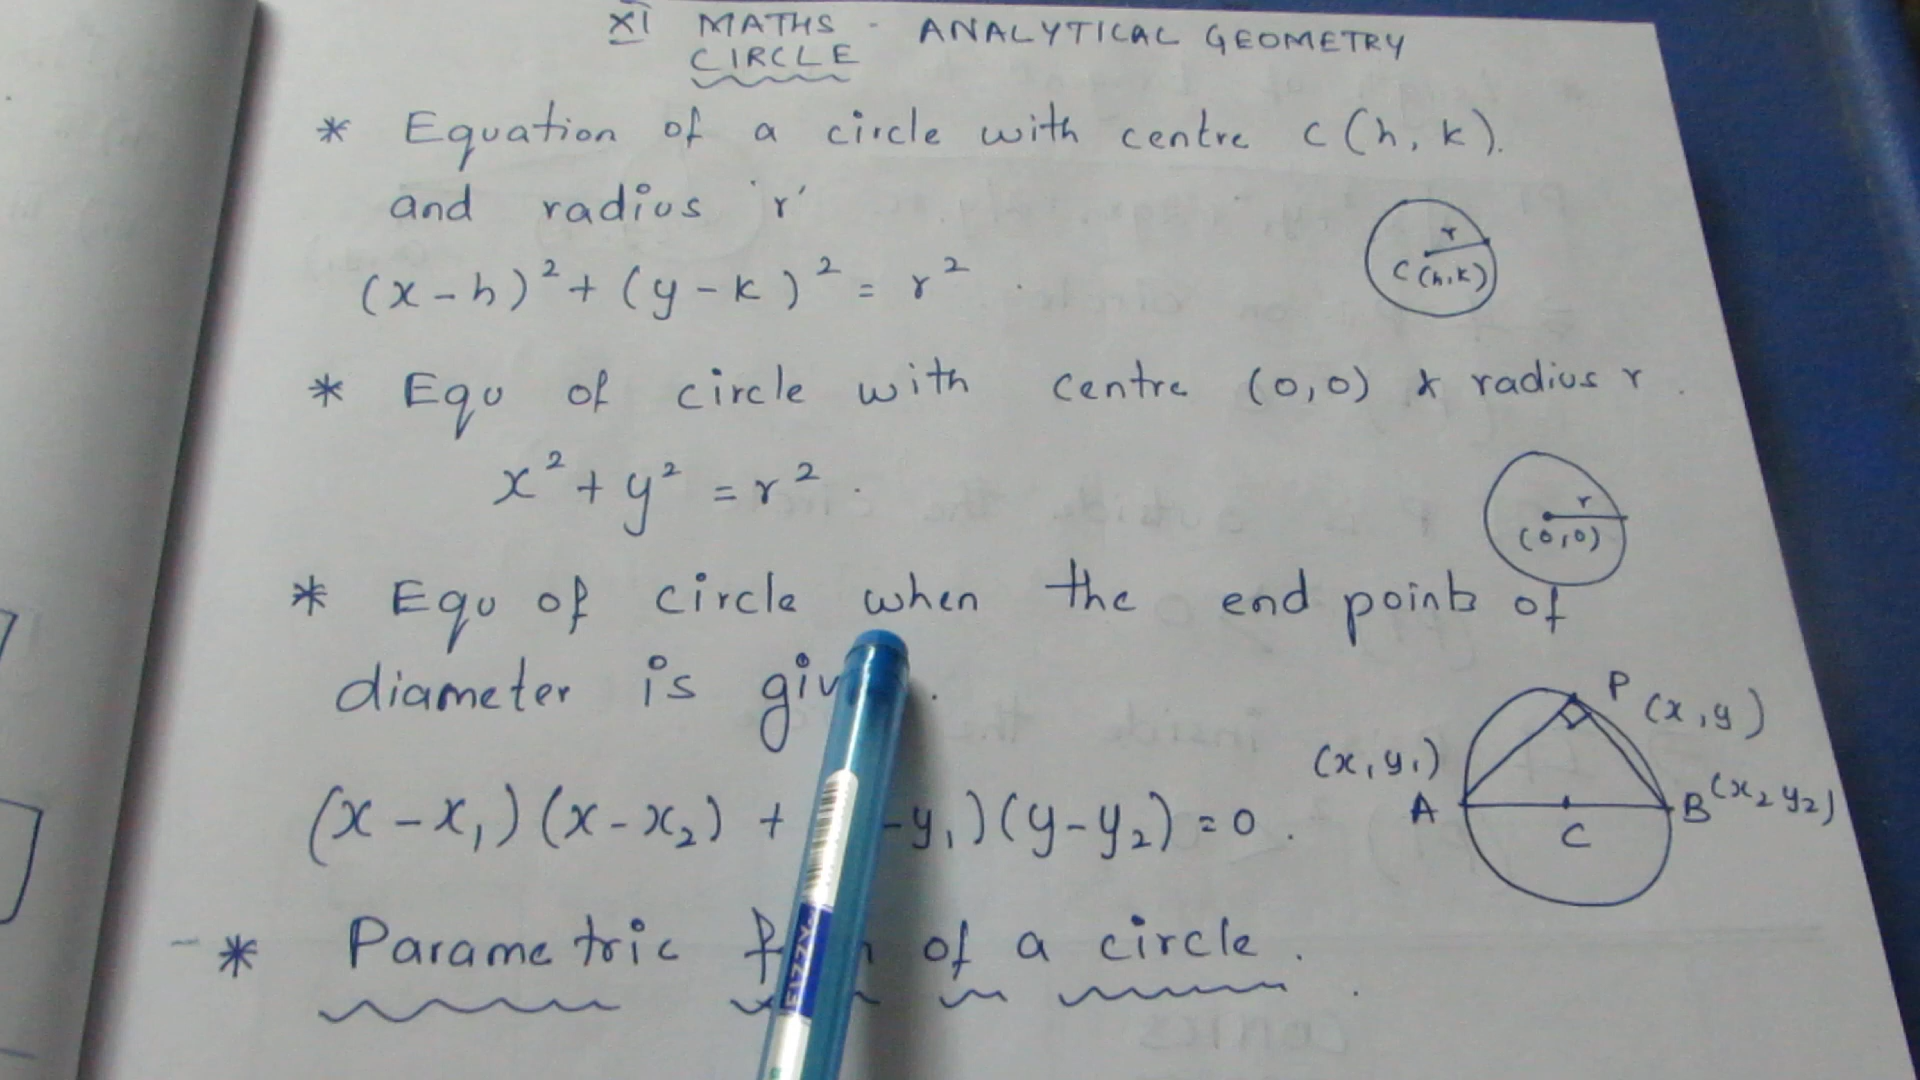 XI MATHS - ANALYTICAL GEOMETRY
CIRCLE
* Equation of a circle with centre C(h, k).
and radius 'r'
(x-h)² + (y-k)² = r².
r
C(h,k)
* Equ of circle with centre (0,0) & radius r.
x² + y² = r².
r
(0,0)
* Equ of circle when the end points of
diameter is
P (x,y)
(x, y₁)
A
B (x₂ y₂)
C
(x-x₁)(x-x₂) + -y₁)(y-y₂) = 0.
* Parametric of a circle.
FIZZY